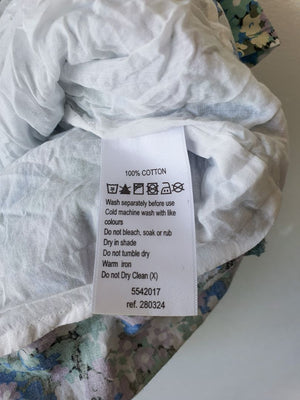 100% COTTON
Wash separately before use
Cold machine wash with like
colours
Do not bleach, soak or rub
Dry in shade
Do not tumble dry
Warm iron
Do not Dry Clean (X)
5542017
ref. 280324